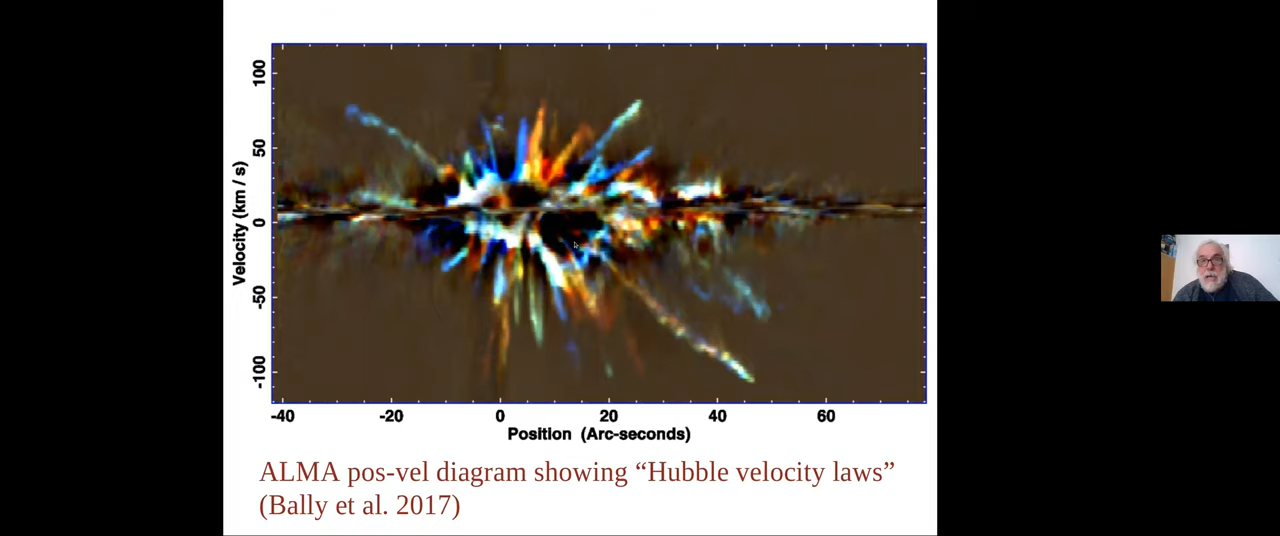 100
50
0
-50
-100
Velocity (km / s)
-40 -20 0 20 40 60
Position (Arc-seconds)
ALMA pos-vel diagram showing “Hubble velocity laws”
(Bally et al. 2017)